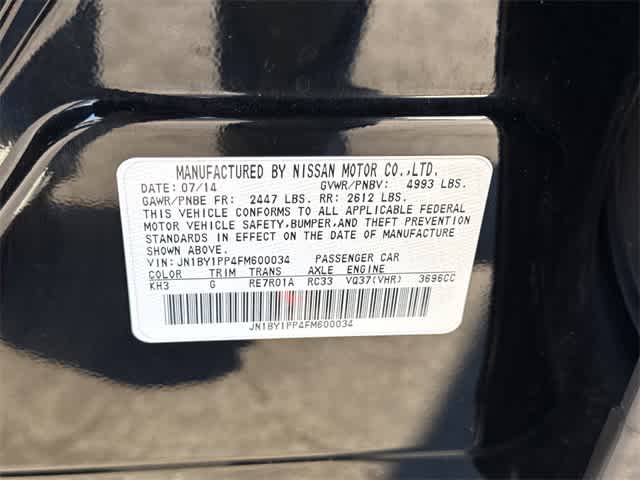 MANUFACTURED BY NISSAN MOTOR CO.,LTD.
DATE: 07/14 GVWR/PNBV: 4993 LBS.
GAWR/PNBE FR: 2447 LBS. RR: 2612 LBS.
THIS VEHICLE CONFORMS TO ALL APPLICABLE FEDERAL
MOTOR VEHICLE SAFETY, BUMPER, AND THEFT PREVENTION
STANDARDS IN EFFECT ON THE DATE OF MANUFACTURE
SHOWN ABOVE.
VIN: JN1BY1PP4FM600034 PASSENGER CAR
COLOR TRIM TRANS AXLE ENGINE
KH3 G RE7R01A RC33 VQ37(VHR) 3696CC
JN1BY1PP4FM600034